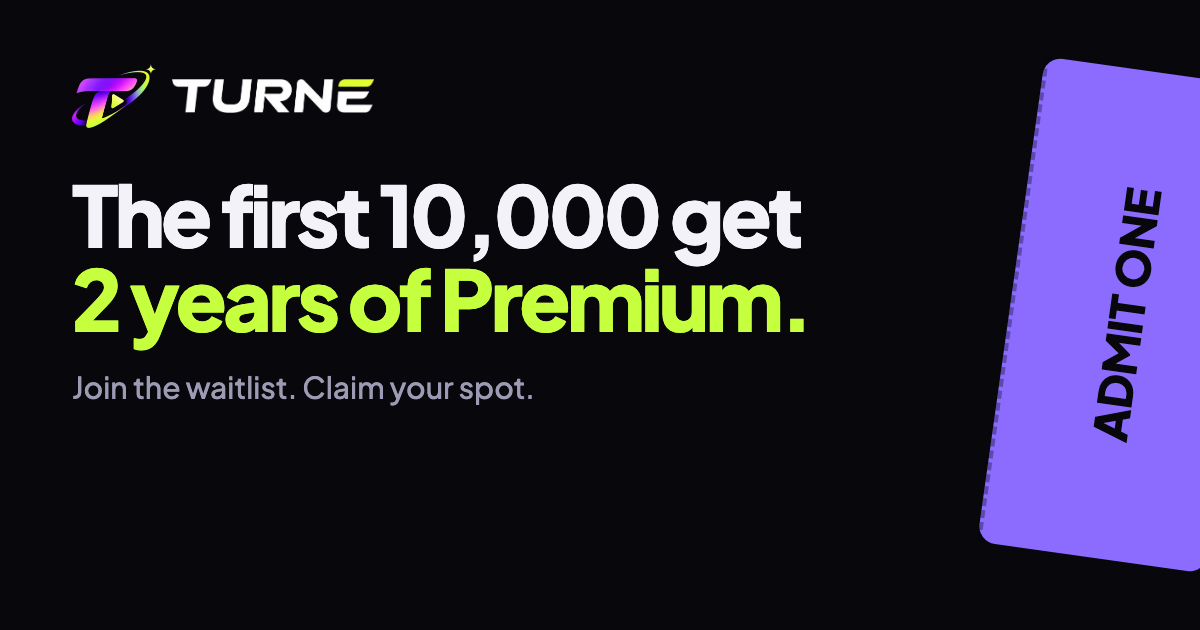 TURNE
The first 10,000 get
2 years of Premium.
Join the waitlist. Claim your spot.
ADMIT ONE